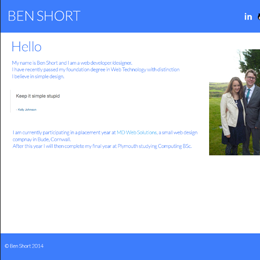 BEN SHORT
in
Hello
My name is Ben Short and I am a web developer/designer.
I have recently passed my foundation degree in Web Technology with distinction
I believe in simple design.
Keep it simple stupid
I am currently participating in a placement year at MD Web Solutions, a small web design
company in Bude, Cornwall.
After this year I will then complete my final year at Plymouth studying Computing BSc.
© Ben Short 2014